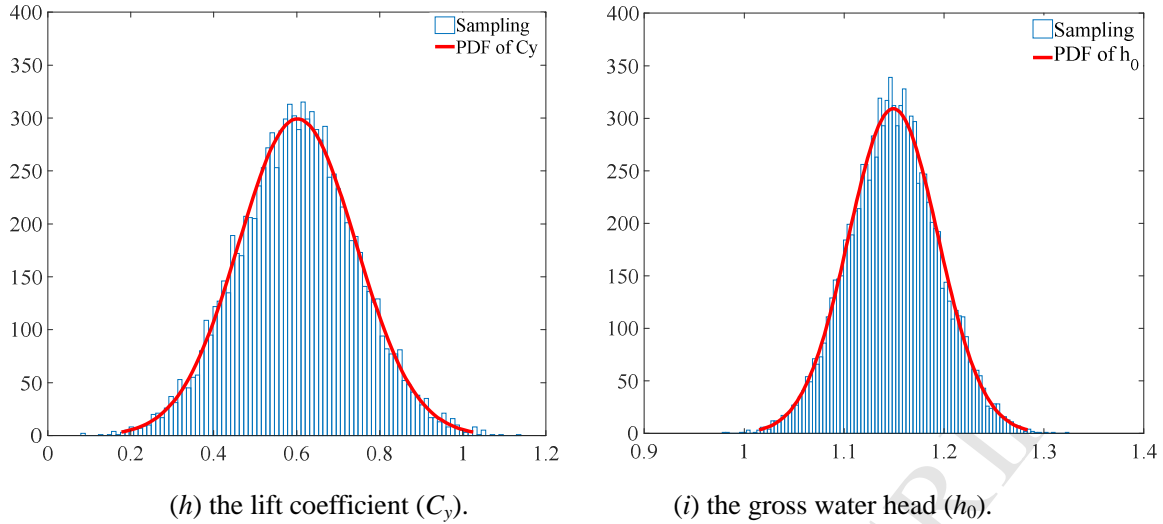 400
350
300
250
200
150
100
50
0
0 0.2 0.4 0.6 0.8 1 1.2
Sampling
PDF of Cy
(h) the lift coefficient (Cy).
400
350
300
250
200
150
100
50
0
0.9 1 1.1 1.2 1.3 1.4
Sampling
PDF of h0
(i) the gross water head (h0).